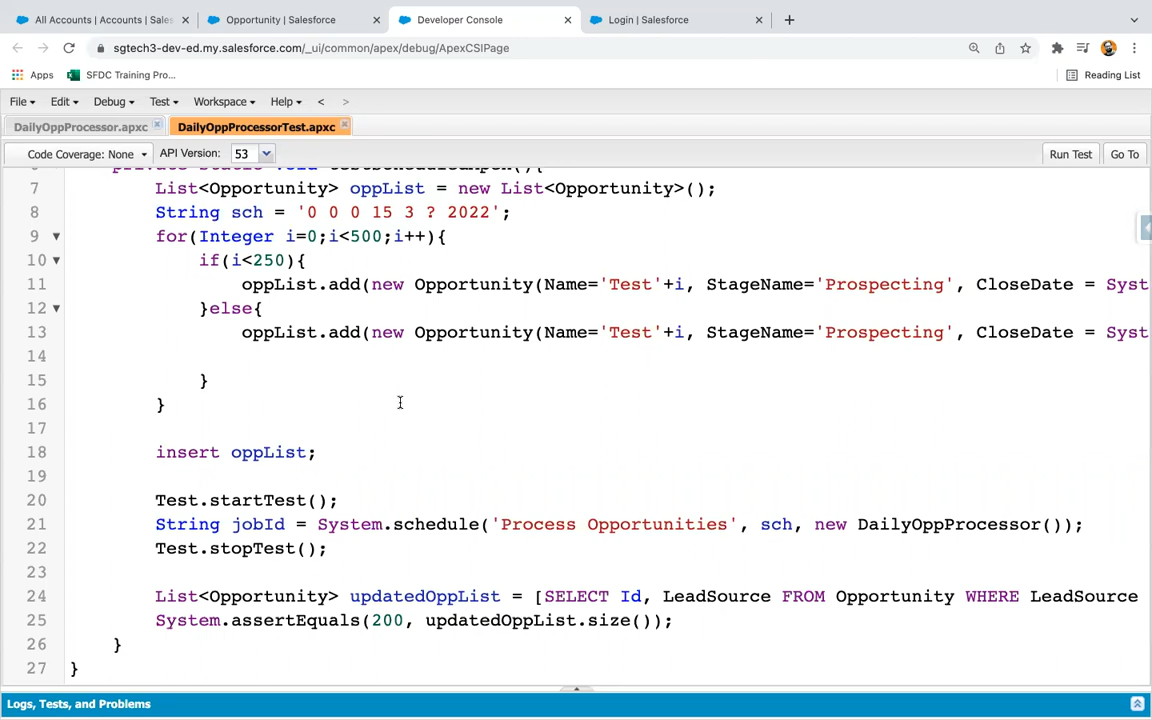 All Accounts | Accounts | Sales
Opportunity | Salesforce
Developer Console
Login | Salesforce
sgtech3-dev-ed.my.salesforce.com/_ui/common/apex/debug/ApexCSIPage
Apps
SFDC Training Pro...
Reading List
File Edit Debug Test Workspace Help < >
DailyOppProcessor.apxc
DailyOppProcessorTest.apxc
Code Coverage: None API Version: 53 Run Test Go To
7 List<Opportunity> oppList = new List<Opportunity>();
8 String sch = '0 0 0 15 3 ? 2022';
9 for(Integer i=0;i<500;i++){
10 if(i<250){
11 oppList.add(new Opportunity(Name='Test'+i, StageName='Prospecting', CloseDate = Syst
12 }else{
13 oppList.add(new Opportunity(Name='Test'+i, StageName='Prospecting', CloseDate = Syst
14
15 }
16 }
17
18 insert oppList;
19
20 Test.startTest();
21 String jobId = System.schedule('Process Opportunities', sch, new DailyOppProcessor());
22 Test.stopTest();
23
24 List<Opportunity> updatedOppList = [SELECT Id, LeadSource FROM Opportunity WHERE LeadSource
25 System.assertEquals(200, updatedOppList.size());
26 }
27 }
Logs, Tests, and Problems